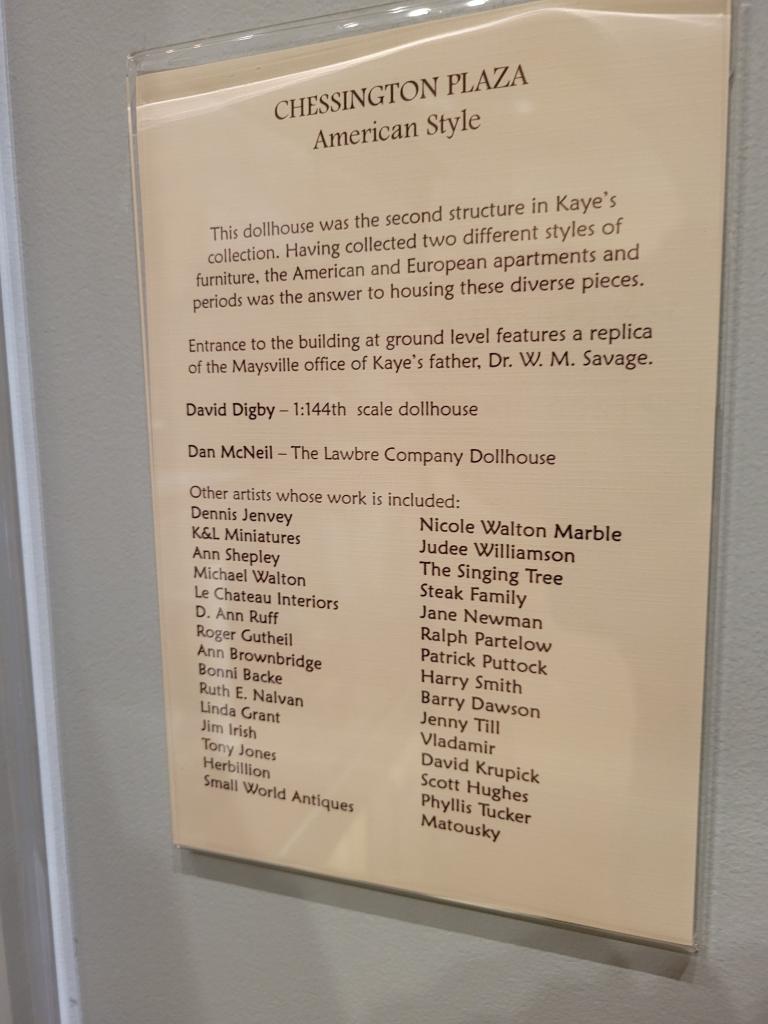 CHESSINGTON PLAZA
American Style
This dollhouse was the second structure in Kaye's
collection. Having collected two different styles of
furniture, the American and European apartments and
periods was the answer to housing these diverse pieces.
Entrance to the building at ground level features a replica
of the Maysville office of Kaye's father, Dr. W. M. Savage.
David Digby – 1:144th scale dollhouse
Dan McNeil – The Lawbre Company Dollhouse
Other artists whose work is included:
Dennis Jenvey
K&L Miniatures
Ann Shepley
Michael Walton
Le Chateau Interiors
D. Ann Ruff
Roger Gutheil
Ann Brownbridge
Bonni Backe
Ruth E. Nalvan
Linda Grant
Jim Irish
Tony Jones
Herbillion
Small World Antiques
Nicole Walton Marble
Judee Williamson
The Singing Tree
Steak Family
Jane Newman
Ralph Partelow
Patrick Puttock
Harry Smith
Barry Dawson
Jenny Till
Vladamir
David Krupick
Scott Hughes
Phyllis Tucker
Matousky